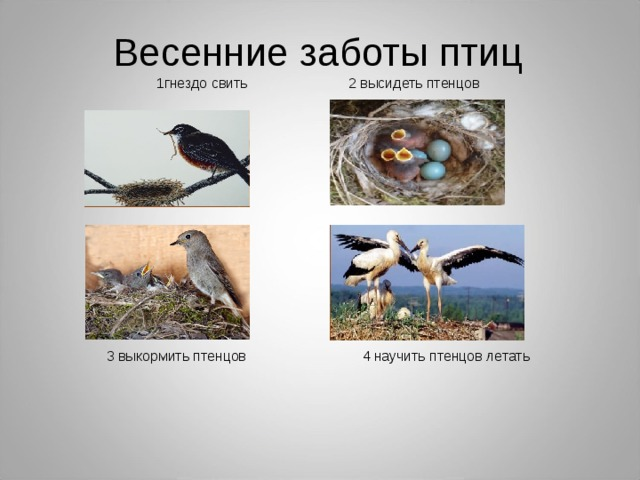 Весенние заботы птиц
1гнездо свить 2 высидеть птенцов
3 выкормить птенцов 4 научить птенцов летать